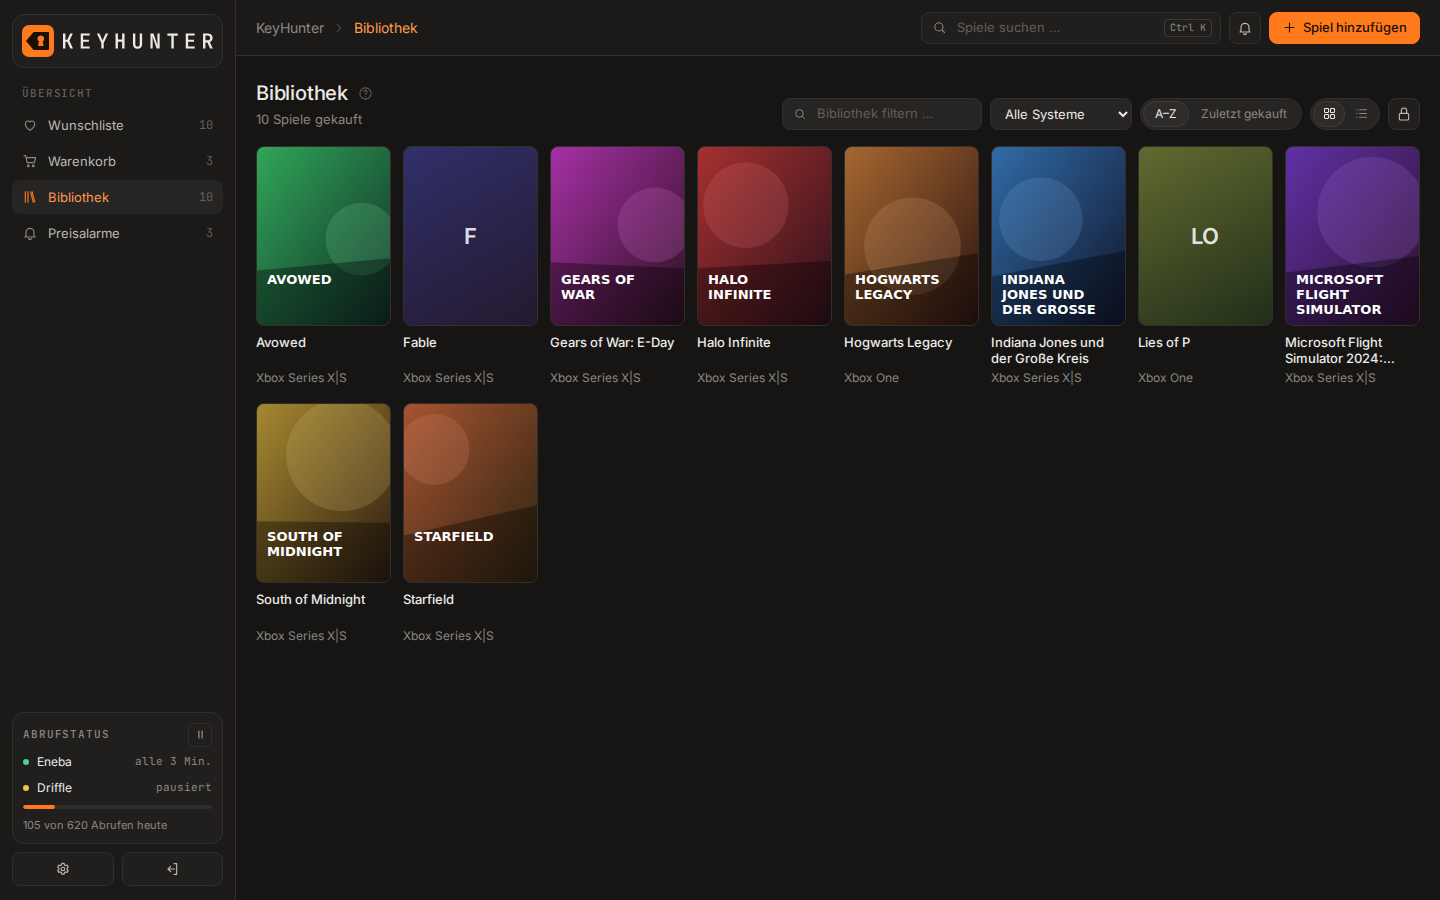 KEYHUNTER
KeyHunter
Bibliothek
Spiele suchen ...
Ctrl K
Spiel hinzufügen
ÜBERSICHT
Wunschliste 10
Warenkorb 3
Bibliothek 10
Preisalarme 3
Bibliothek
10 Spiele gekauft
Bibliothek filtern ...
Alle Systeme
A–Z
Zuletzt gekauft
AVOWED
F
GEARS OF
WAR
HALO
INFINITE
HOGWARTS
LEGACY
INDIANA
JONES UND
DER GROSSE
LO
MICROSOFT
FLIGHT
SIMULATOR
Avowed
Xbox Series X|S
Fable
Xbox Series X|S
Gears of War: E-Day
Xbox Series X|S
Halo Infinite
Xbox Series X|S
Hogwarts Legacy
Xbox One
Indiana Jones und
der Große Kreis
Xbox Series X|S
Lies of P
Xbox One
Microsoft Flight
Simulator 2024:...
Xbox Series X|S
SOUTH OF
MIDNIGHT
STARFIELD
South of Midnight
Xbox Series X|S
Starfield
Xbox Series X|S
ABRUFSTATUS
Eneba alle 3 Min.
Driffle pausiert
105 von 620 Abrufen heute